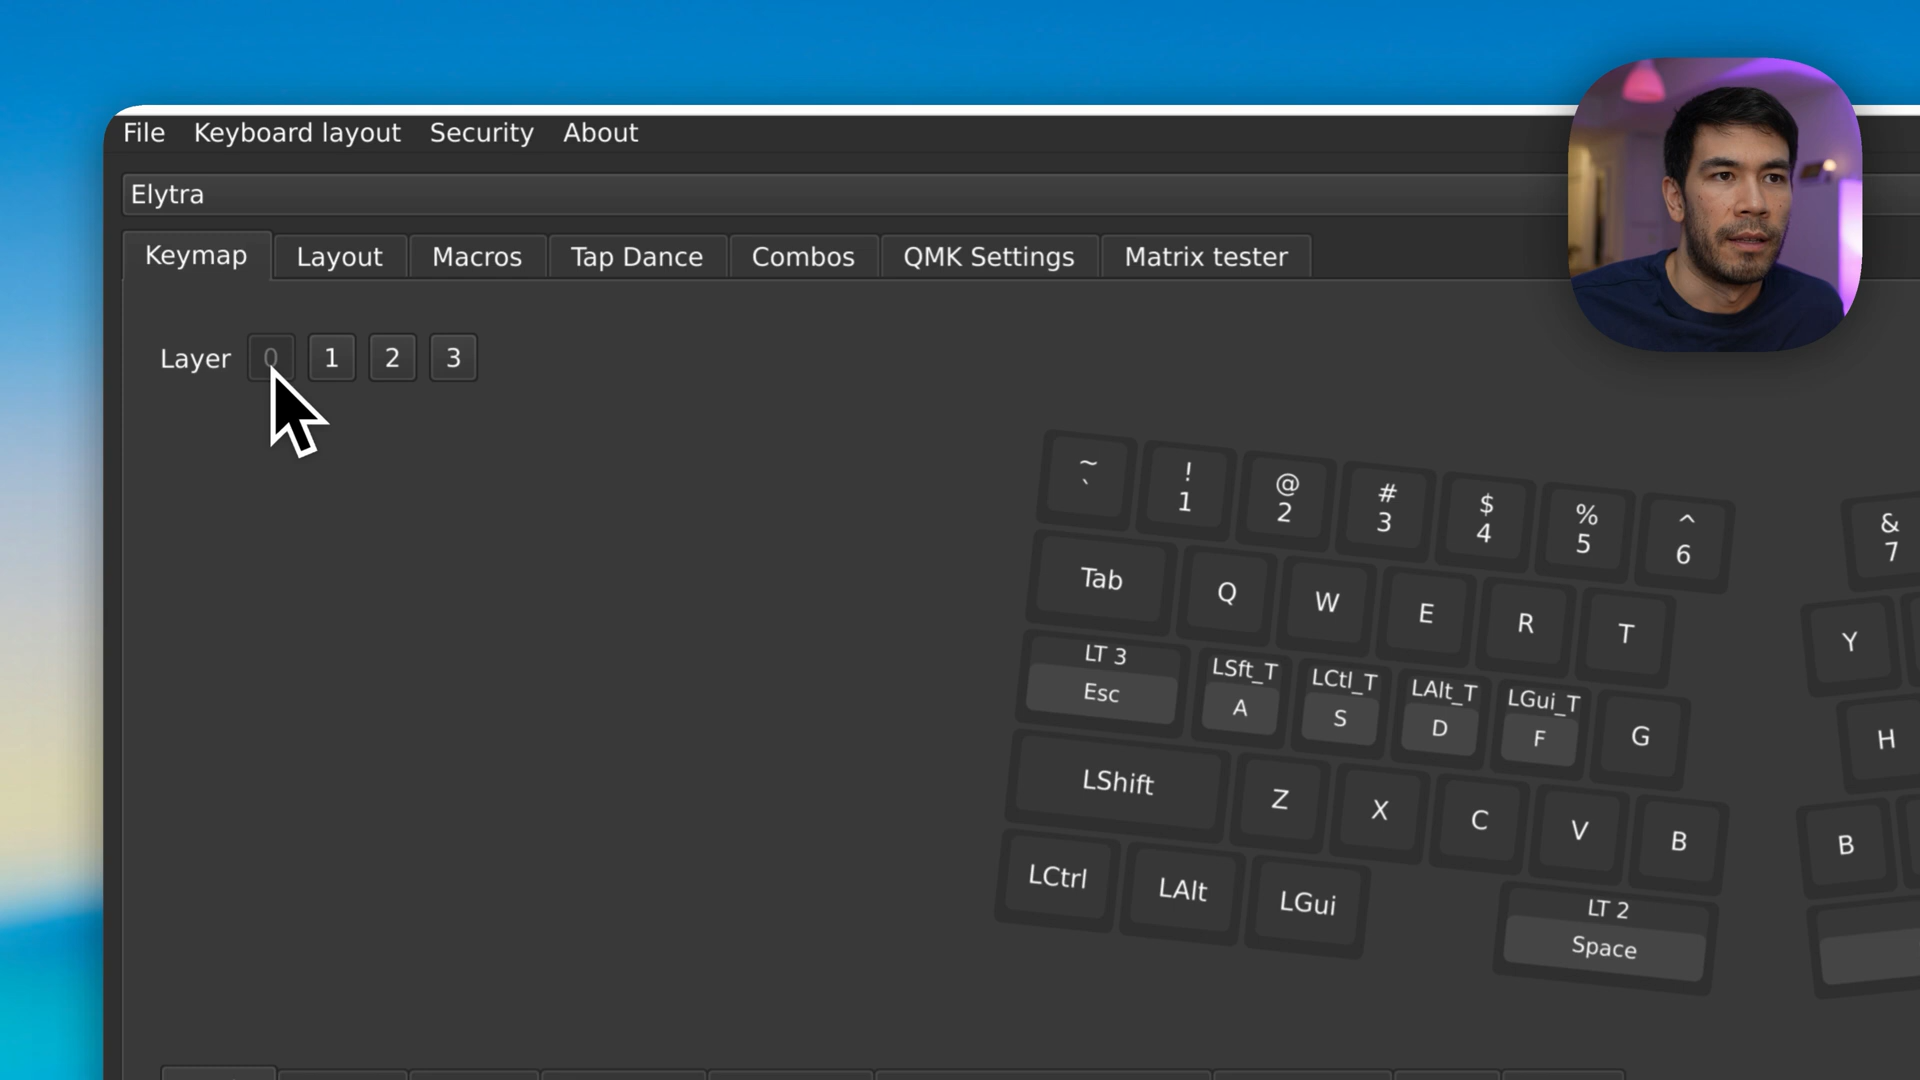 File Keyboard layout Security About
Elytra
Keymap Layout Macros Tap Dance Combos QMK Settings Matrix tester
Layer 0 1 2 3
~ ! @ # $ % ^ &
` 1 2 3 4 5 6 7
Tab Q W E R T Y
LT 3 LSft_T LCtl_T LAlt_T LGui_T
Esc A S D F G H
LShift Z X C V B B
LCtrl LAlt LGui LT 2
Space